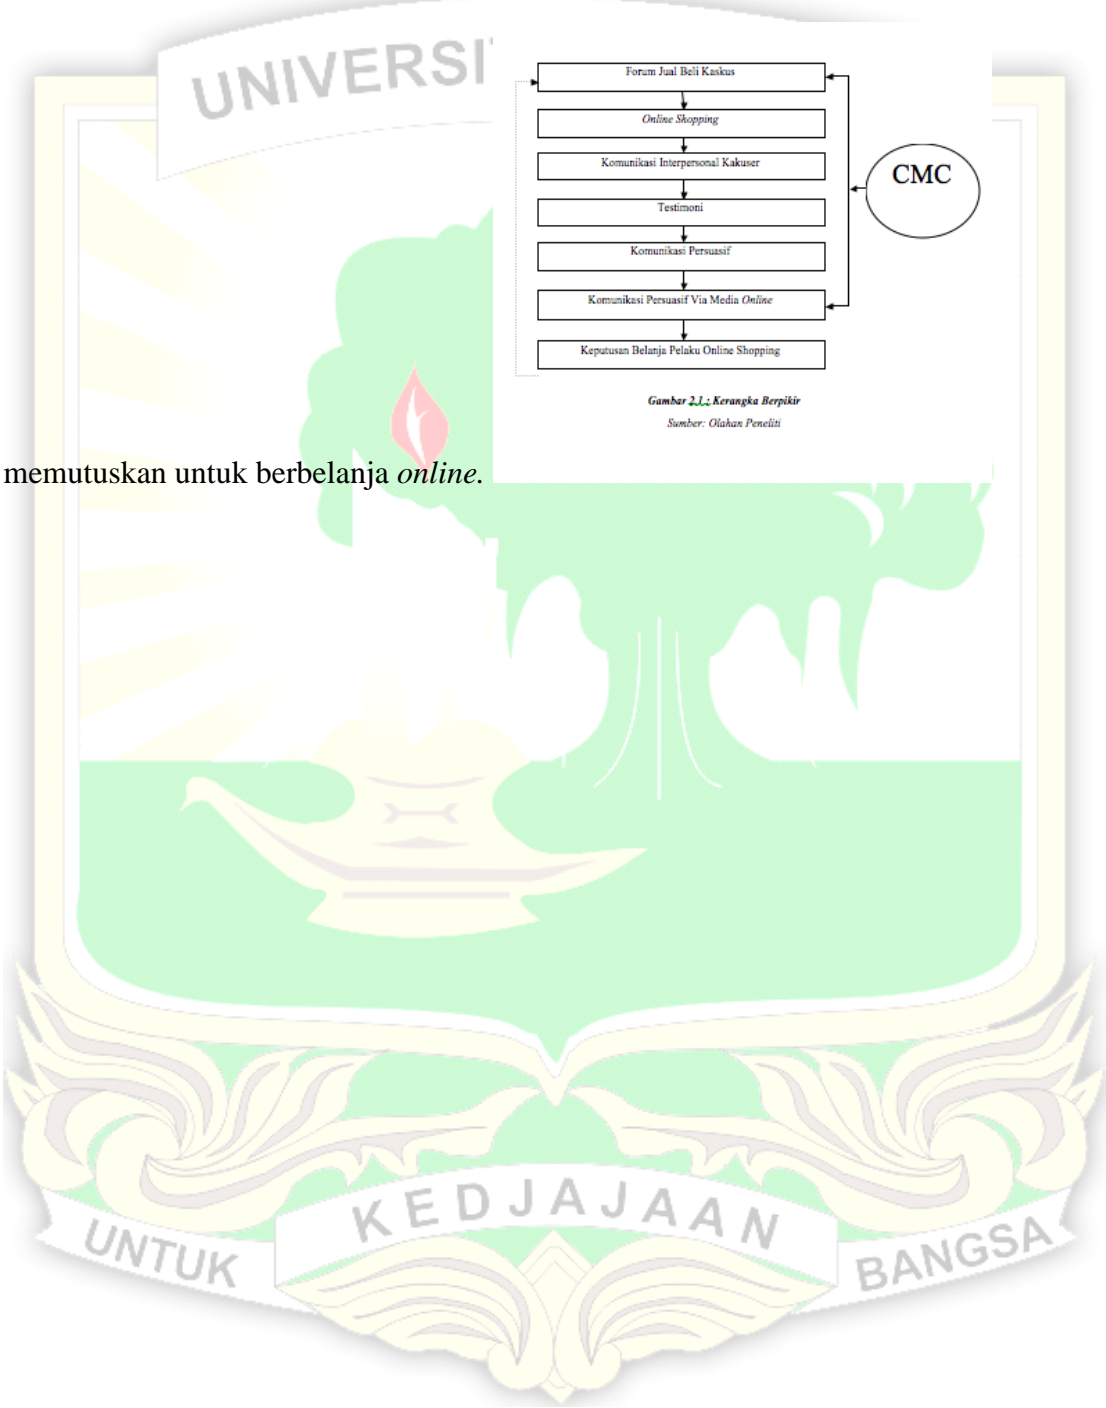 UNIVERSI
Forum Jual Beli Kaskus
Online Shopping
Komunikasi Interpersonal Kakuser
Testimoni
Komunikasi Persuasif
Komunikasi Persuasif Via Media Online
Keputusan Belanja Pelaku Online Shopping
CMC
Gambar 2.1.: Kerangka Berpikir
Sumber: Olahan Peneliti
memutuskan untuk berbelanja online.
UNTUK KEDJAJAAN BANGSA